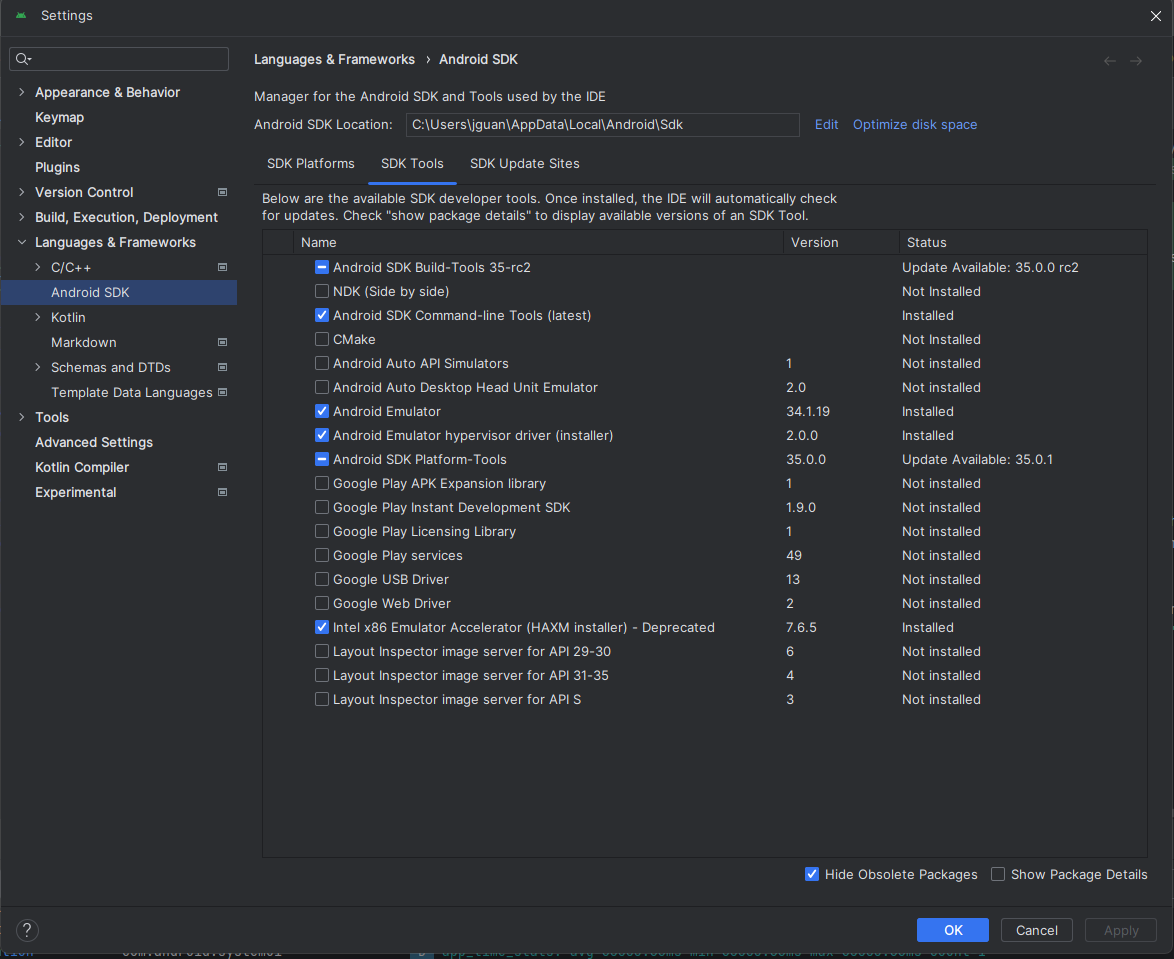 Settings
Languages & Frameworks › Android SDK
Appearance & Behavior
Keymap
Editor
Plugins
Version Control
Build, Execution, Deployment
Languages & Frameworks
C/C++
Android SDK
Kotlin
Markdown
Schemas and DTDs
Template Data Languages
Tools
Advanced Settings
Kotlin Compiler
Experimental
Manager for the Android SDK and Tools used by the IDE
Android SDK Location: C:\Users\jguan\AppData\Local\Android\Sdk Edit Optimize disk space
SDK Platforms SDK Tools SDK Update Sites
Below are the available SDK developer tools. Once installed, the IDE will automatically check
for updates. Check "show package details" to display available versions of an SDK Tool.
Name Version Status
Android SDK Build-Tools 35-rc2 Update Available: 35.0.0 rc2
NDK (Side by side) Not Installed
Android SDK Command-line Tools (latest) Installed
CMake Not Installed
Android Auto API Simulators 1 Not installed
Android Auto Desktop Head Unit Emulator 2.0 Not installed
Android Emulator 34.1.19 Installed
Android Emulator hypervisor driver (installer) 2.0.0 Installed
Android SDK Platform-Tools 35.0.0 Update Available: 35.0.1
Google Play APK Expansion library 1 Not installed
Google Play Instant Development SDK 1.9.0 Not installed
Google Play Licensing Library 1 Not installed
Google Play services 49 Not installed
Google USB Driver 13 Not installed
Google Web Driver 2 Not installed
Intel x86 Emulator Accelerator (HAXM installer) - Deprecated 7.6.5 Installed
Layout Inspector image server for API 29-30 6 Not installed
Layout Inspector image server for API 31-35 4 Not installed
Layout Inspector image server for API S 3 Not installed
Hide Obsolete Packages Show Package Details
? OK Cancel Apply